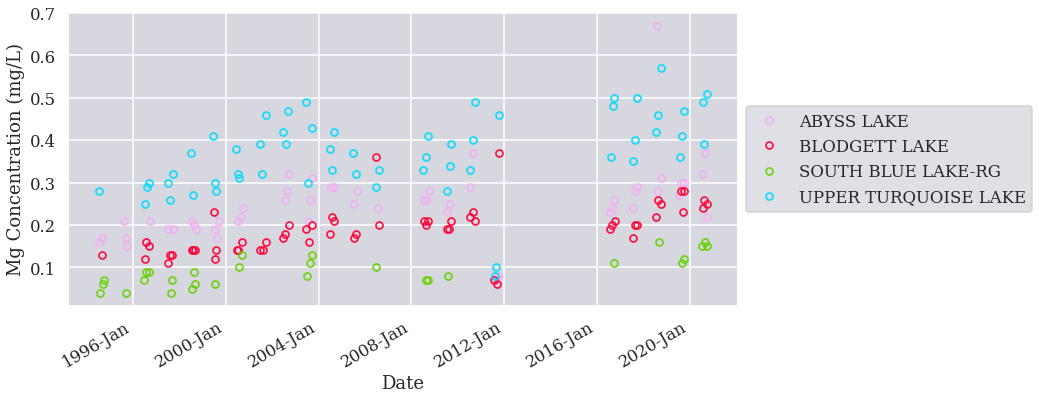 0.7
0.6
0.5
0.4
0.3
0.2
0.1
Mg Concentration (mg/L)
1996-Jan
2000-Jan
2004-Jan
2008-Jan
2012-Jan
2016-Jan
2020-Jan
Date
ABYSS LAKE
BLODGETT LAKE
SOUTH BLUE LAKE-RG
UPPER TURQUOISE LAKE